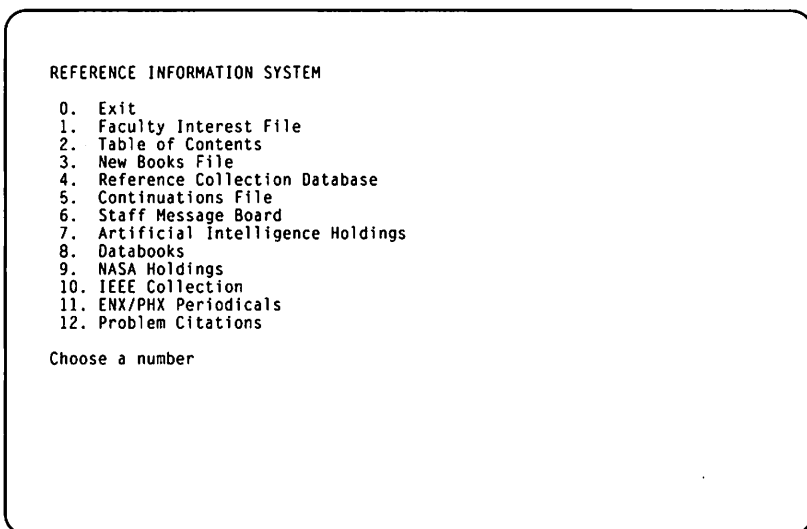 REFERENCE INFORMATION SYSTEM
0. Exit
1. Faculty Interest File
2. Table of Contents
3. New Books File
4. Reference Collection Database
5. Continuations File
6. Staff Message Board
7. Artificial Intelligence Holdings
8. Databooks
9. NASA Holdings
10. IEEE Collection
11. ENX/PHX Periodicals
12. Problem Citations
Choose a number